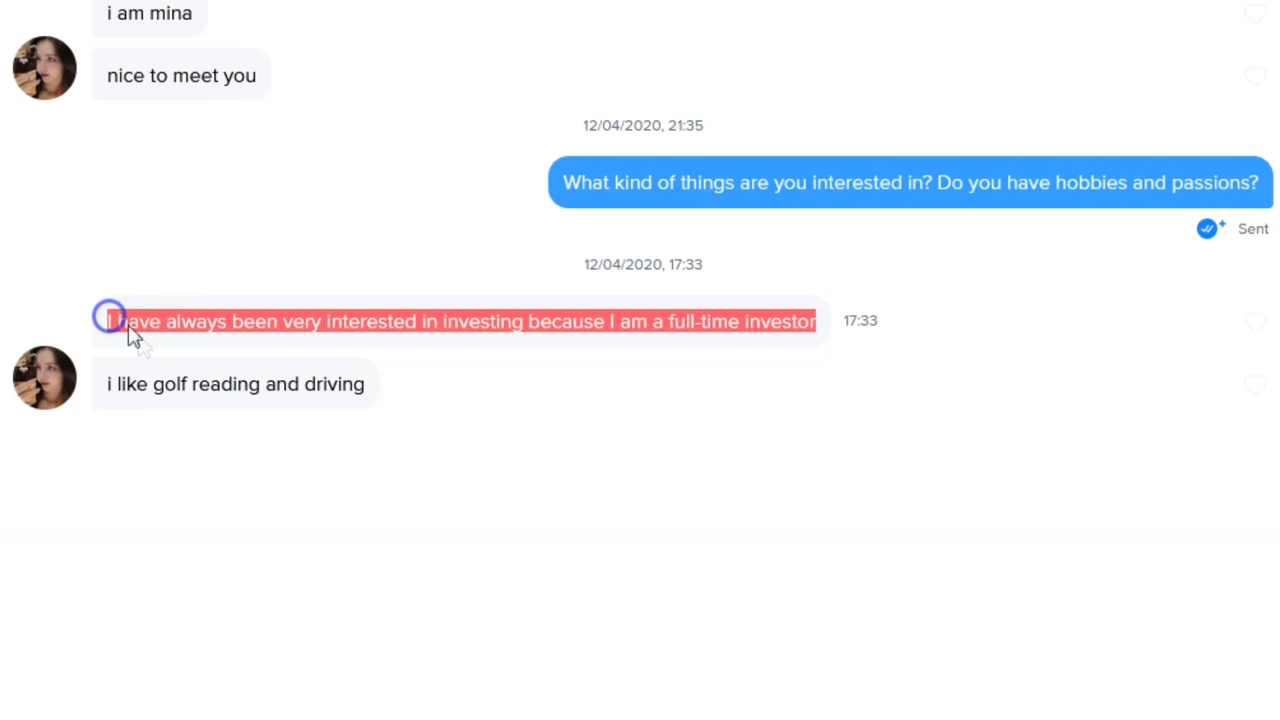 i am mina
nice to meet you
12/04/2020, 21:35
What kind of things are you interested in? Do you have hobbies and passions?
Sent
12/04/2020, 17:33
I have always been very interested in investing because I am a full-time investor
17:33
i like golf reading and driving